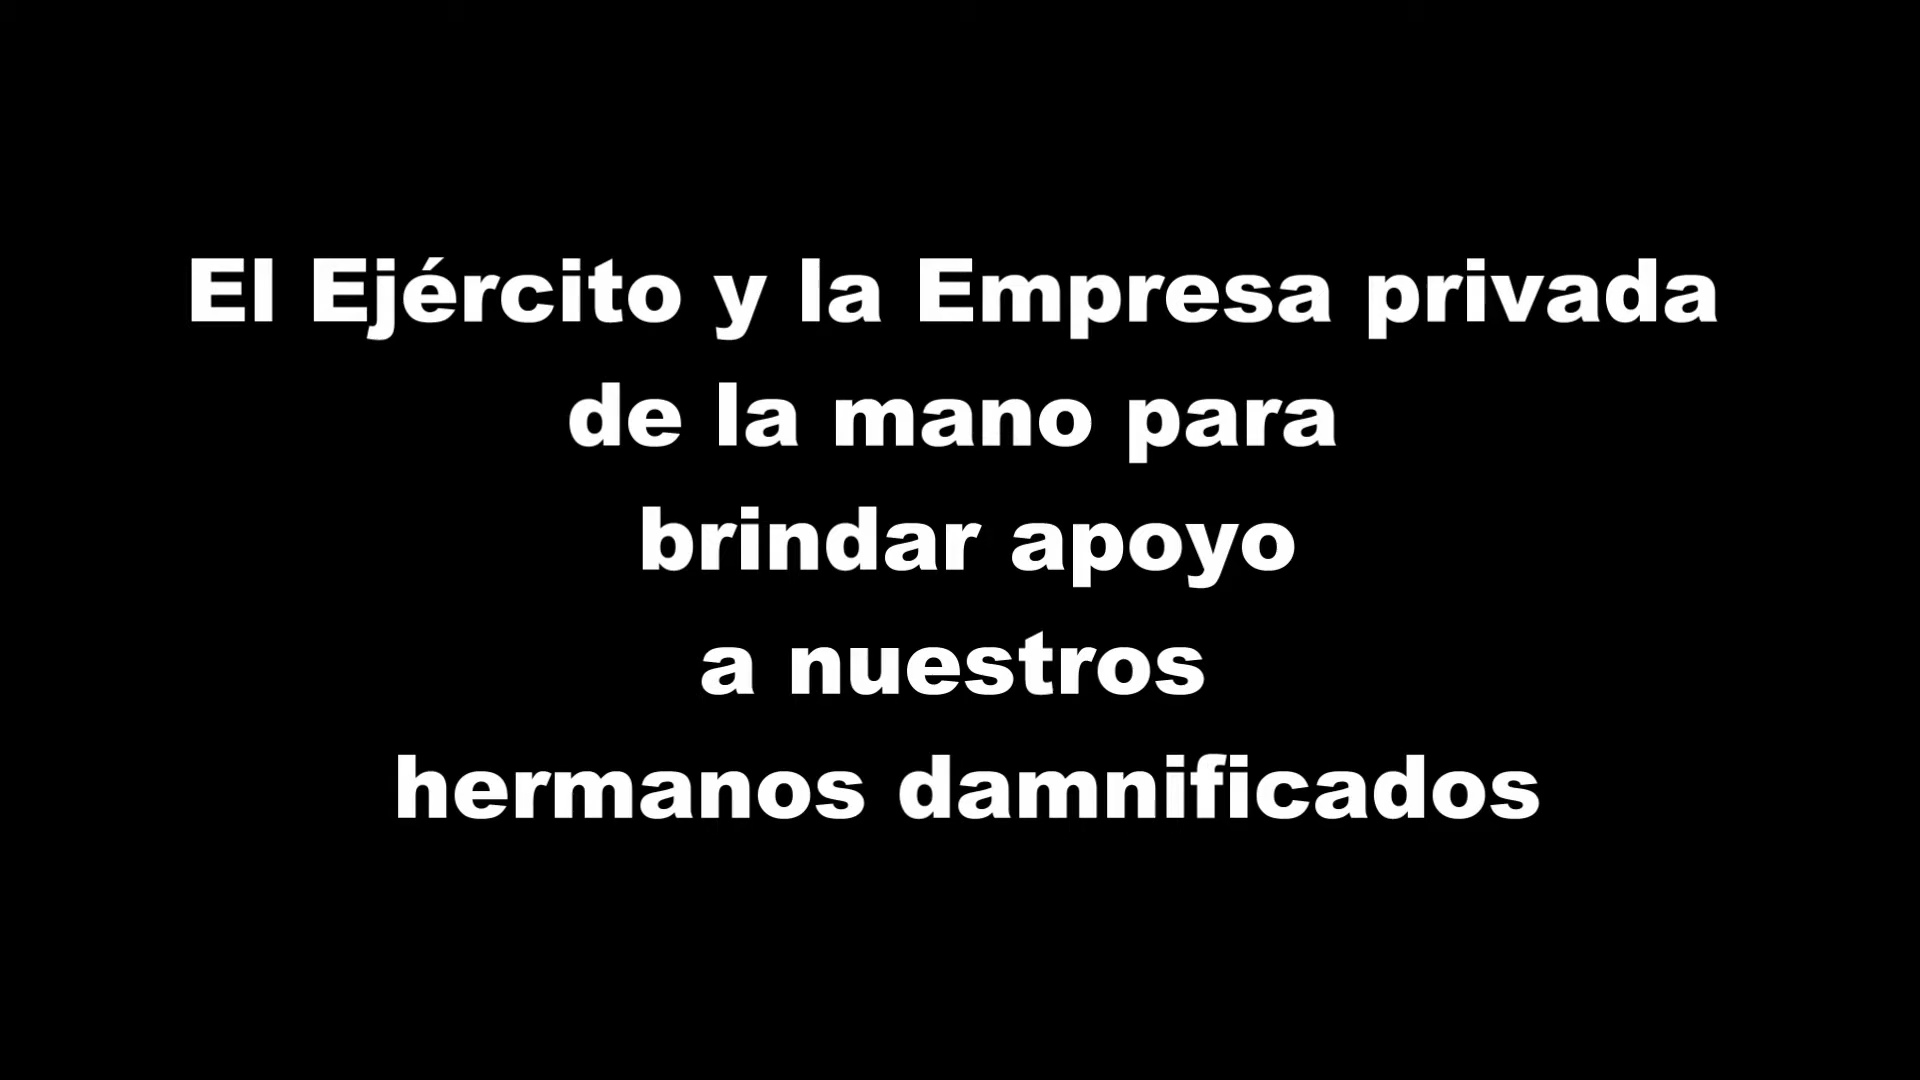 El Ejército y la Empresa privada
de la mano para
brindar apoyo
a nuestros
hermanos damnificados